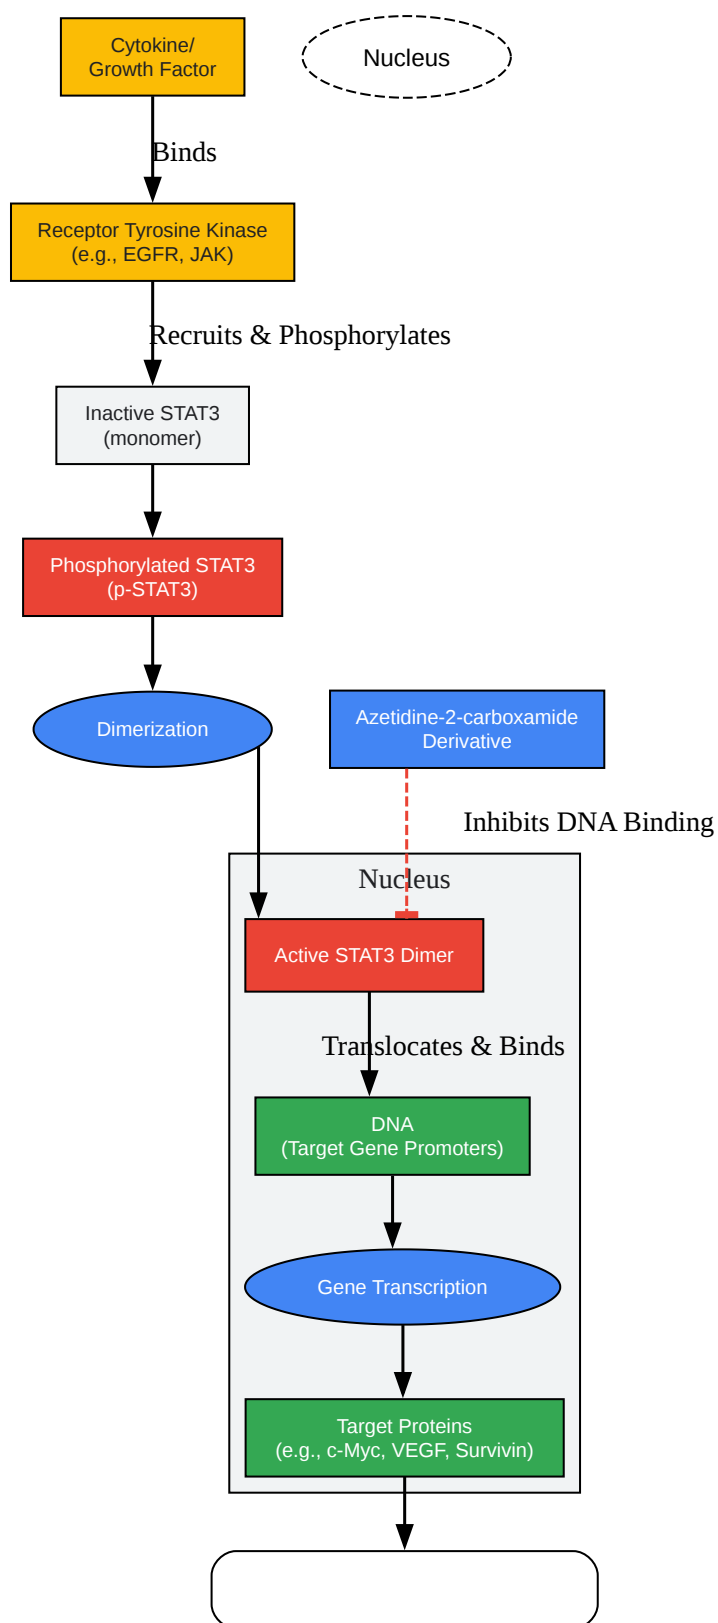 Cytokine/
Growth Factor
Nucleus
Binds
Receptor Tyrosine Kinase
(e.g., EGFR, JAK)
Recruits & Phosphorylates
Inactive STAT3
(monomer)
Phosphorylated STAT3
(p-STAT3)
Dimerization
Azetidine-2-carboxamide
Derivative
Inhibits DNA Binding
Nucleus
Active STAT3 Dimer
Translocates & Binds
DNA
(Target Gene Promoters)
Gene Transcription
Target Proteins
(e.g., c-Myc, VEGF, Survivin)